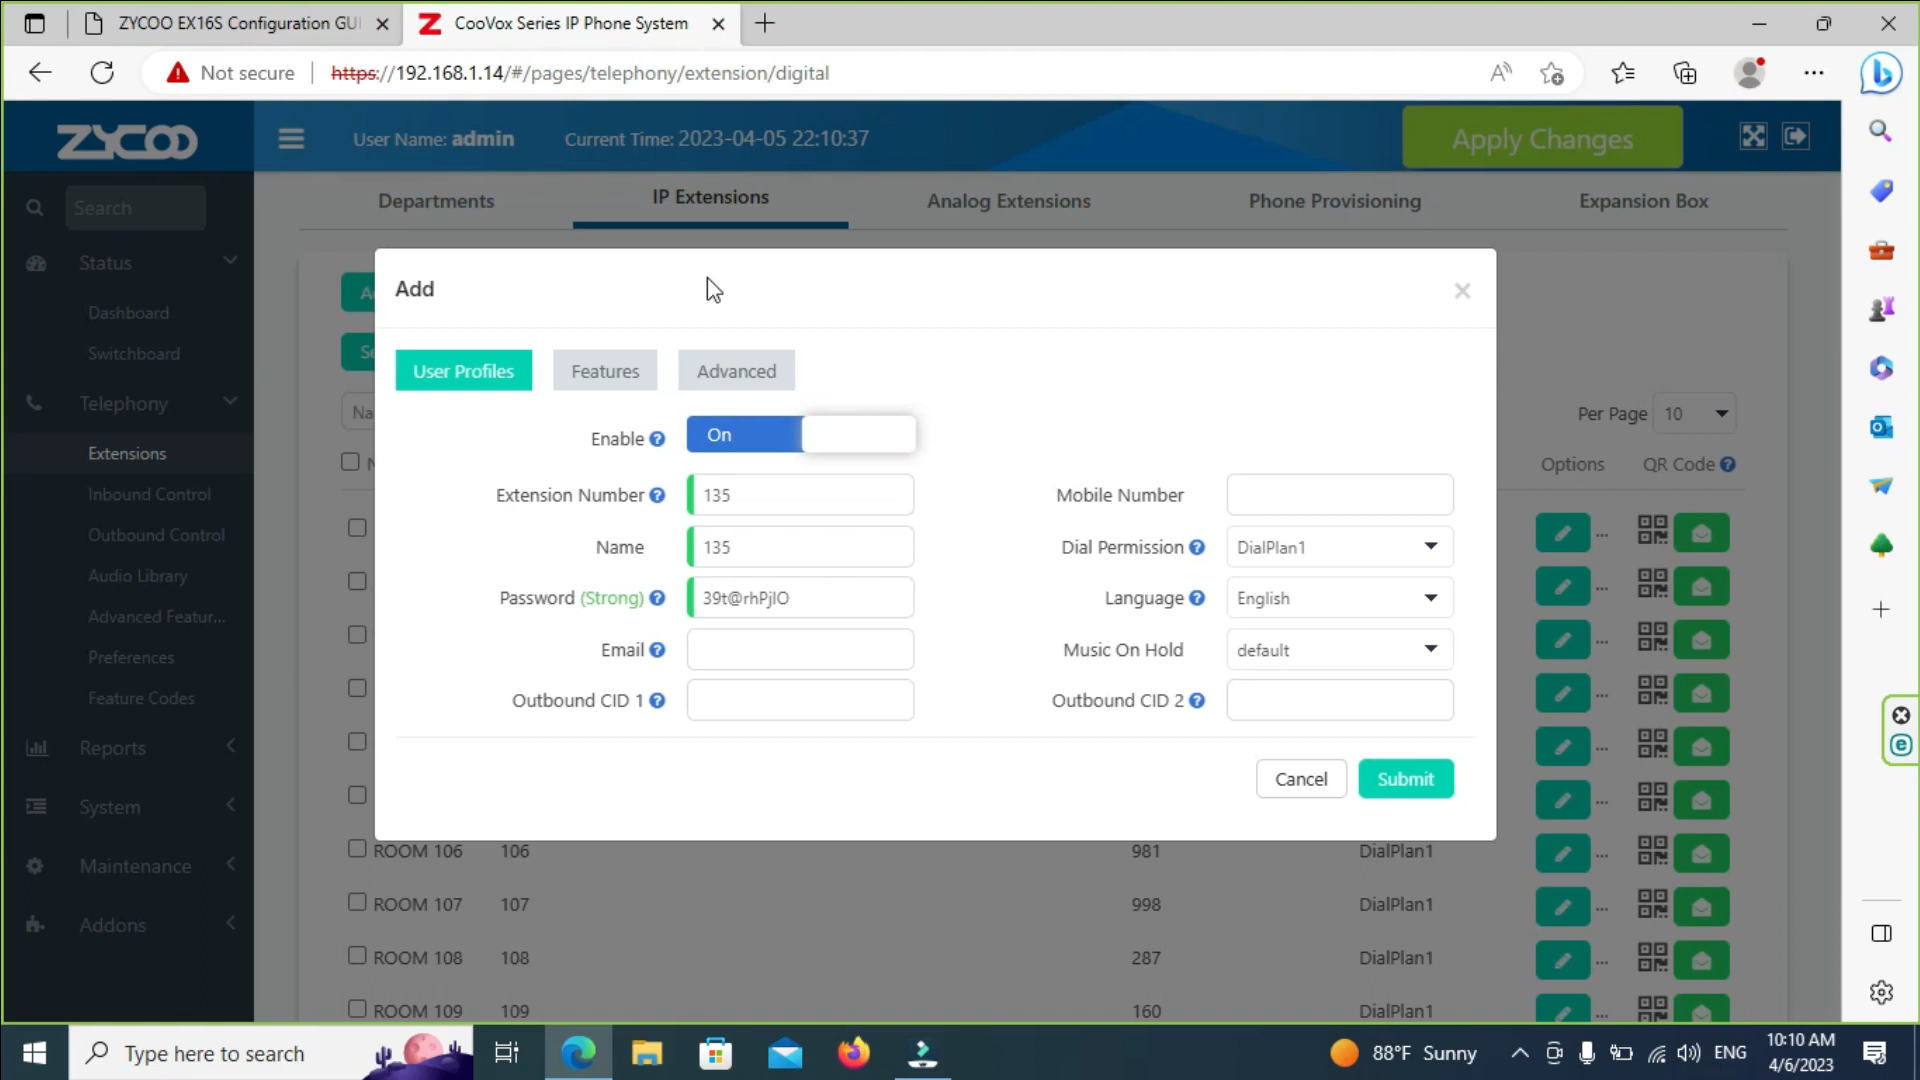 ZYCOO EX16S Configuration GUI
CooVox Series IP Phone System
Not secure
https://192.168.1.14/#/pages/telephony/extension/digital
ZYCOO
User Name: admin
Current Time: 2023-04-05 22:10:37
Apply Changes
Search
Departments
IP Extensions
Analog Extensions
Phone Provisioning
Expansion Box
Status
Dashboard
Switchboard
Telephony
Extensions
Inbound Control
Outbound Control
Audio Library
Advanced Featur...
Preferences
Feature Codes
Reports
System
Maintenance
Addons
Add
User Profiles
Features
Advanced
Enable
On
Extension Number
135
Mobile Number
Name
135
Dial Permission
DialPlan1
Password (Strong)
Language
English
Email
Music On Hold
default
Outbound CID 1
Outbound CID 2
Cancel
Submit
Per Page 10
Options
QR Code
ROOM 106 106 981 DialPlan1
ROOM 107 107 998 DialPlan1
ROOM 108 108 287 DialPlan1
ROOM 109 109 160 DialPlan1
Type here to search
88°F Sunny
ENG
10:10 AM
4/6/2023